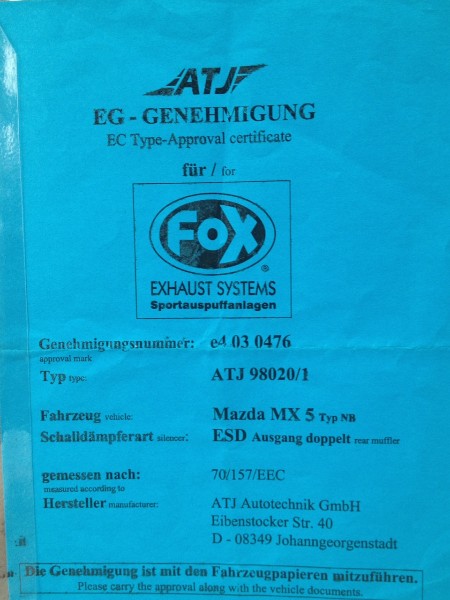 ATJ
EG - GENEHMIGUNG
EC Type-Approval certificate
für / for
FOX
®
EXHAUST SYSTEMS
Sportauspuffanlagen
Genehmigungsnummer: e4 03 0476
approval mark
Typ type: ATJ 98020/1
Fahrzeug vehicle: Mazda MX 5 Typ NB
Schalldämpferart silencer: ESD Ausgang doppelt rear muffler
gemessen nach: 70/157/EEC
measured according to
Hersteller manufacturer: ATJ Autotechnik GmbH
Eibenstocker Str. 40
D - 08349 Johanngeorgenstadt
Die Genehmigung ist mit den Fahrzeugpapieren mitzuführen.
Please carry the approval along with the vehicle documents.